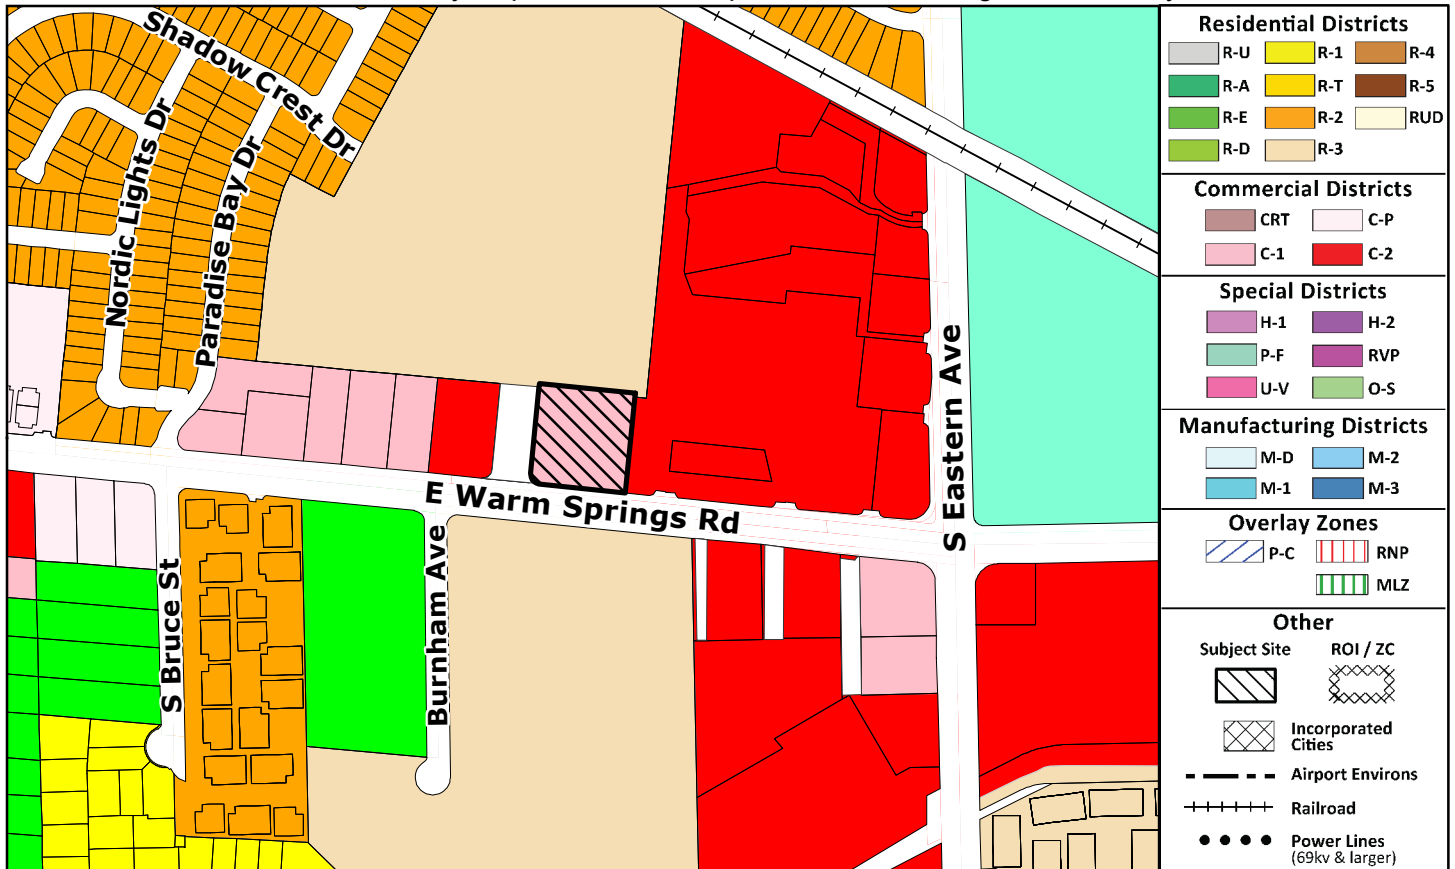 Shadow Crest Dr
Nordic Lights Dr
Paradise Bay Dr
E Warm Springs Rd
S Eastern Ave
S Bruce St
Burnham Ave
Residential Districts
R-U R-1 R-4
R-A R-T R-5
R-E R-2 RUD
R-D R-3
Commercial Districts
CRT C-P
C-1 C-2
Special Districts
H-1 H-2
P-F RVP
U-V O-S
Manufacturing Districts
M-D M-2
M-1 M-3
Overlay Zones
P-C RNP
MLZ
Other
Subject Site ROI / ZC
Incorporated
Cities
Airport Environs
Railroad
Power Lines
(69kv & larger)